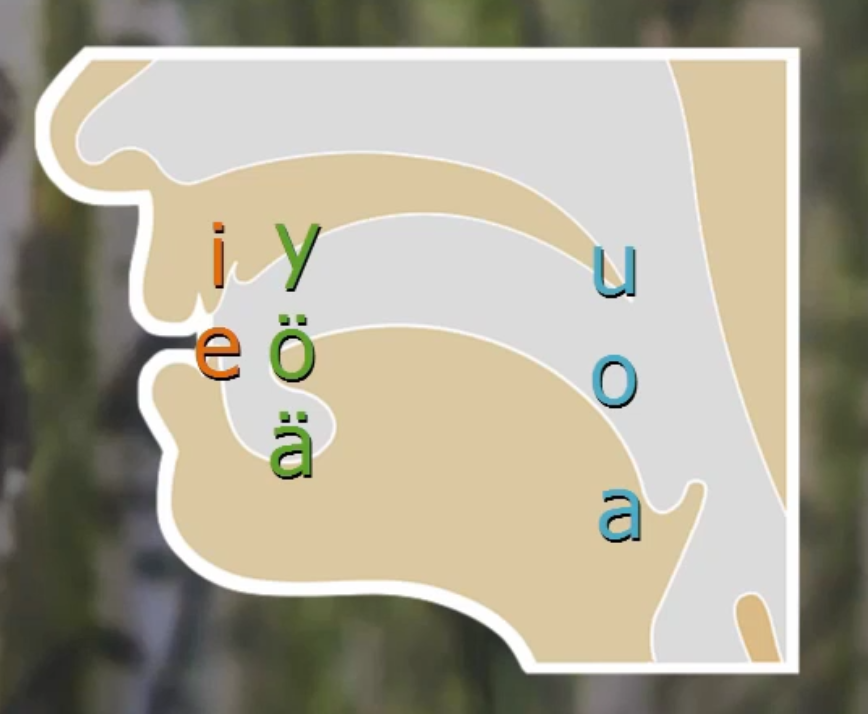 i y u
e ö o
ä a